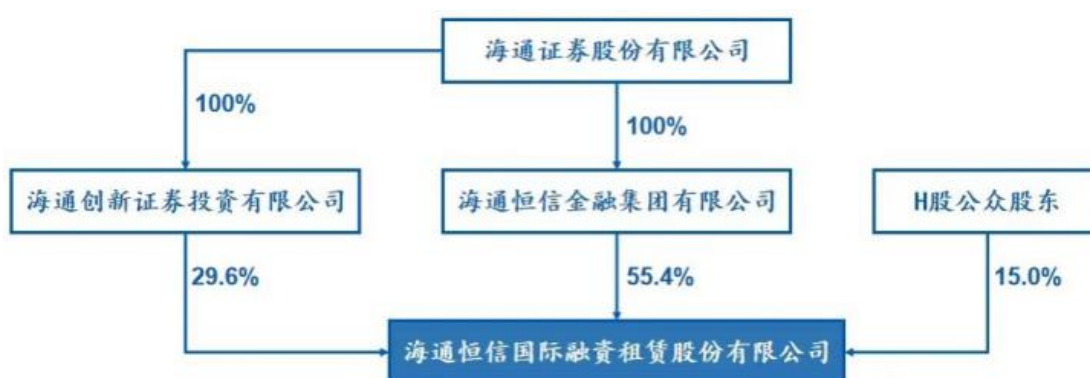 海通证券股份有限公司
100%
100%
海通创新证券投资有限公司
海通恒信金融集团有限公司
H股公众股东
29.6%
55.4%
15.0%
海通恒信国际融资租赁股份有限公司